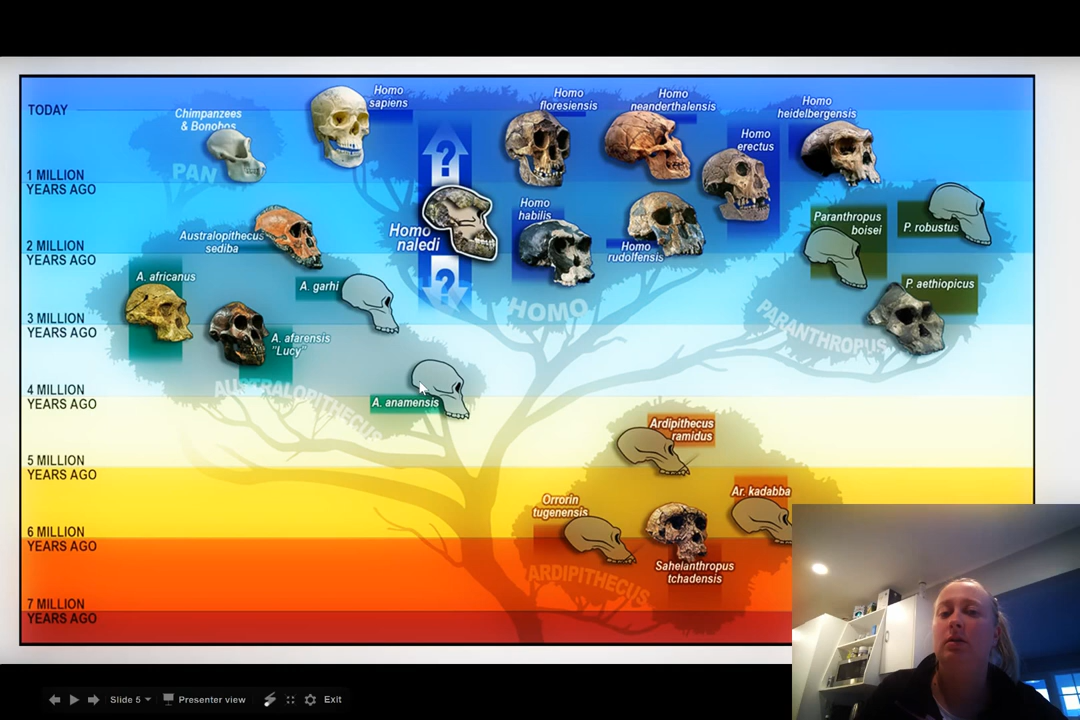 TODAY
1 MILLION
YEARS AGO
2 MILLION
YEARS AGO
3 MILLION
YEARS AGO
4 MILLION
YEARS AGO
5 MILLION
YEARS AGO
6 MILLION
YEARS AGO
7 MILLION
YEARS AGO
Chimpanzees
& Bonobos
PAN
Homo
sapiens
Homo
floresiensis
Homo
neanderthalensis
Homo
heidelbergensis
Homo
erectus
?
Homo
naledi
?
Homo
habilis
Homo
rudolfensis
HOMO
Paranthropus
boisei
P. robustus
P. aethiopicus
PARANTHROPUS
Australopithecus
sediba
A. africanus
A. garhi
A. afarensis
"Lucy"
A. anamensis
AUSTRALOPITHECUS
Ardipithecus
ramidus
Orrorin
tugenensis
Ar. kadabba
Sahelanthropus
tchadensis
ARDIPITHECUS
Slide 5
Presenter view
Exit